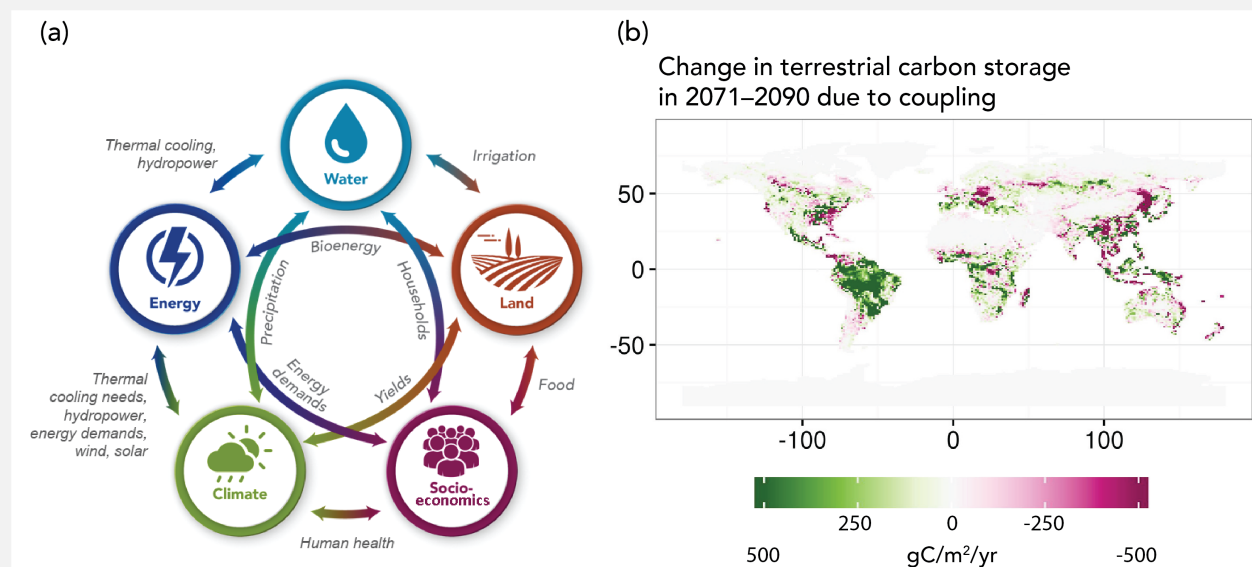 (a)
Water
Thermal cooling,
hydropower
Irrigation
Energy
Bioenergy
Land
Precipitation
Households
Energy
demands
Yields
Thermal
cooling needs,
hydropower,
energy demands,
wind, solar
Food
Climate
Socio-
economics
Human health
(b)
Change in terrestrial carbon storage
in 2071–2090 due to coupling
50
0
-50
-100 0 100
250 0 -250
500 gC/m²/yr -500